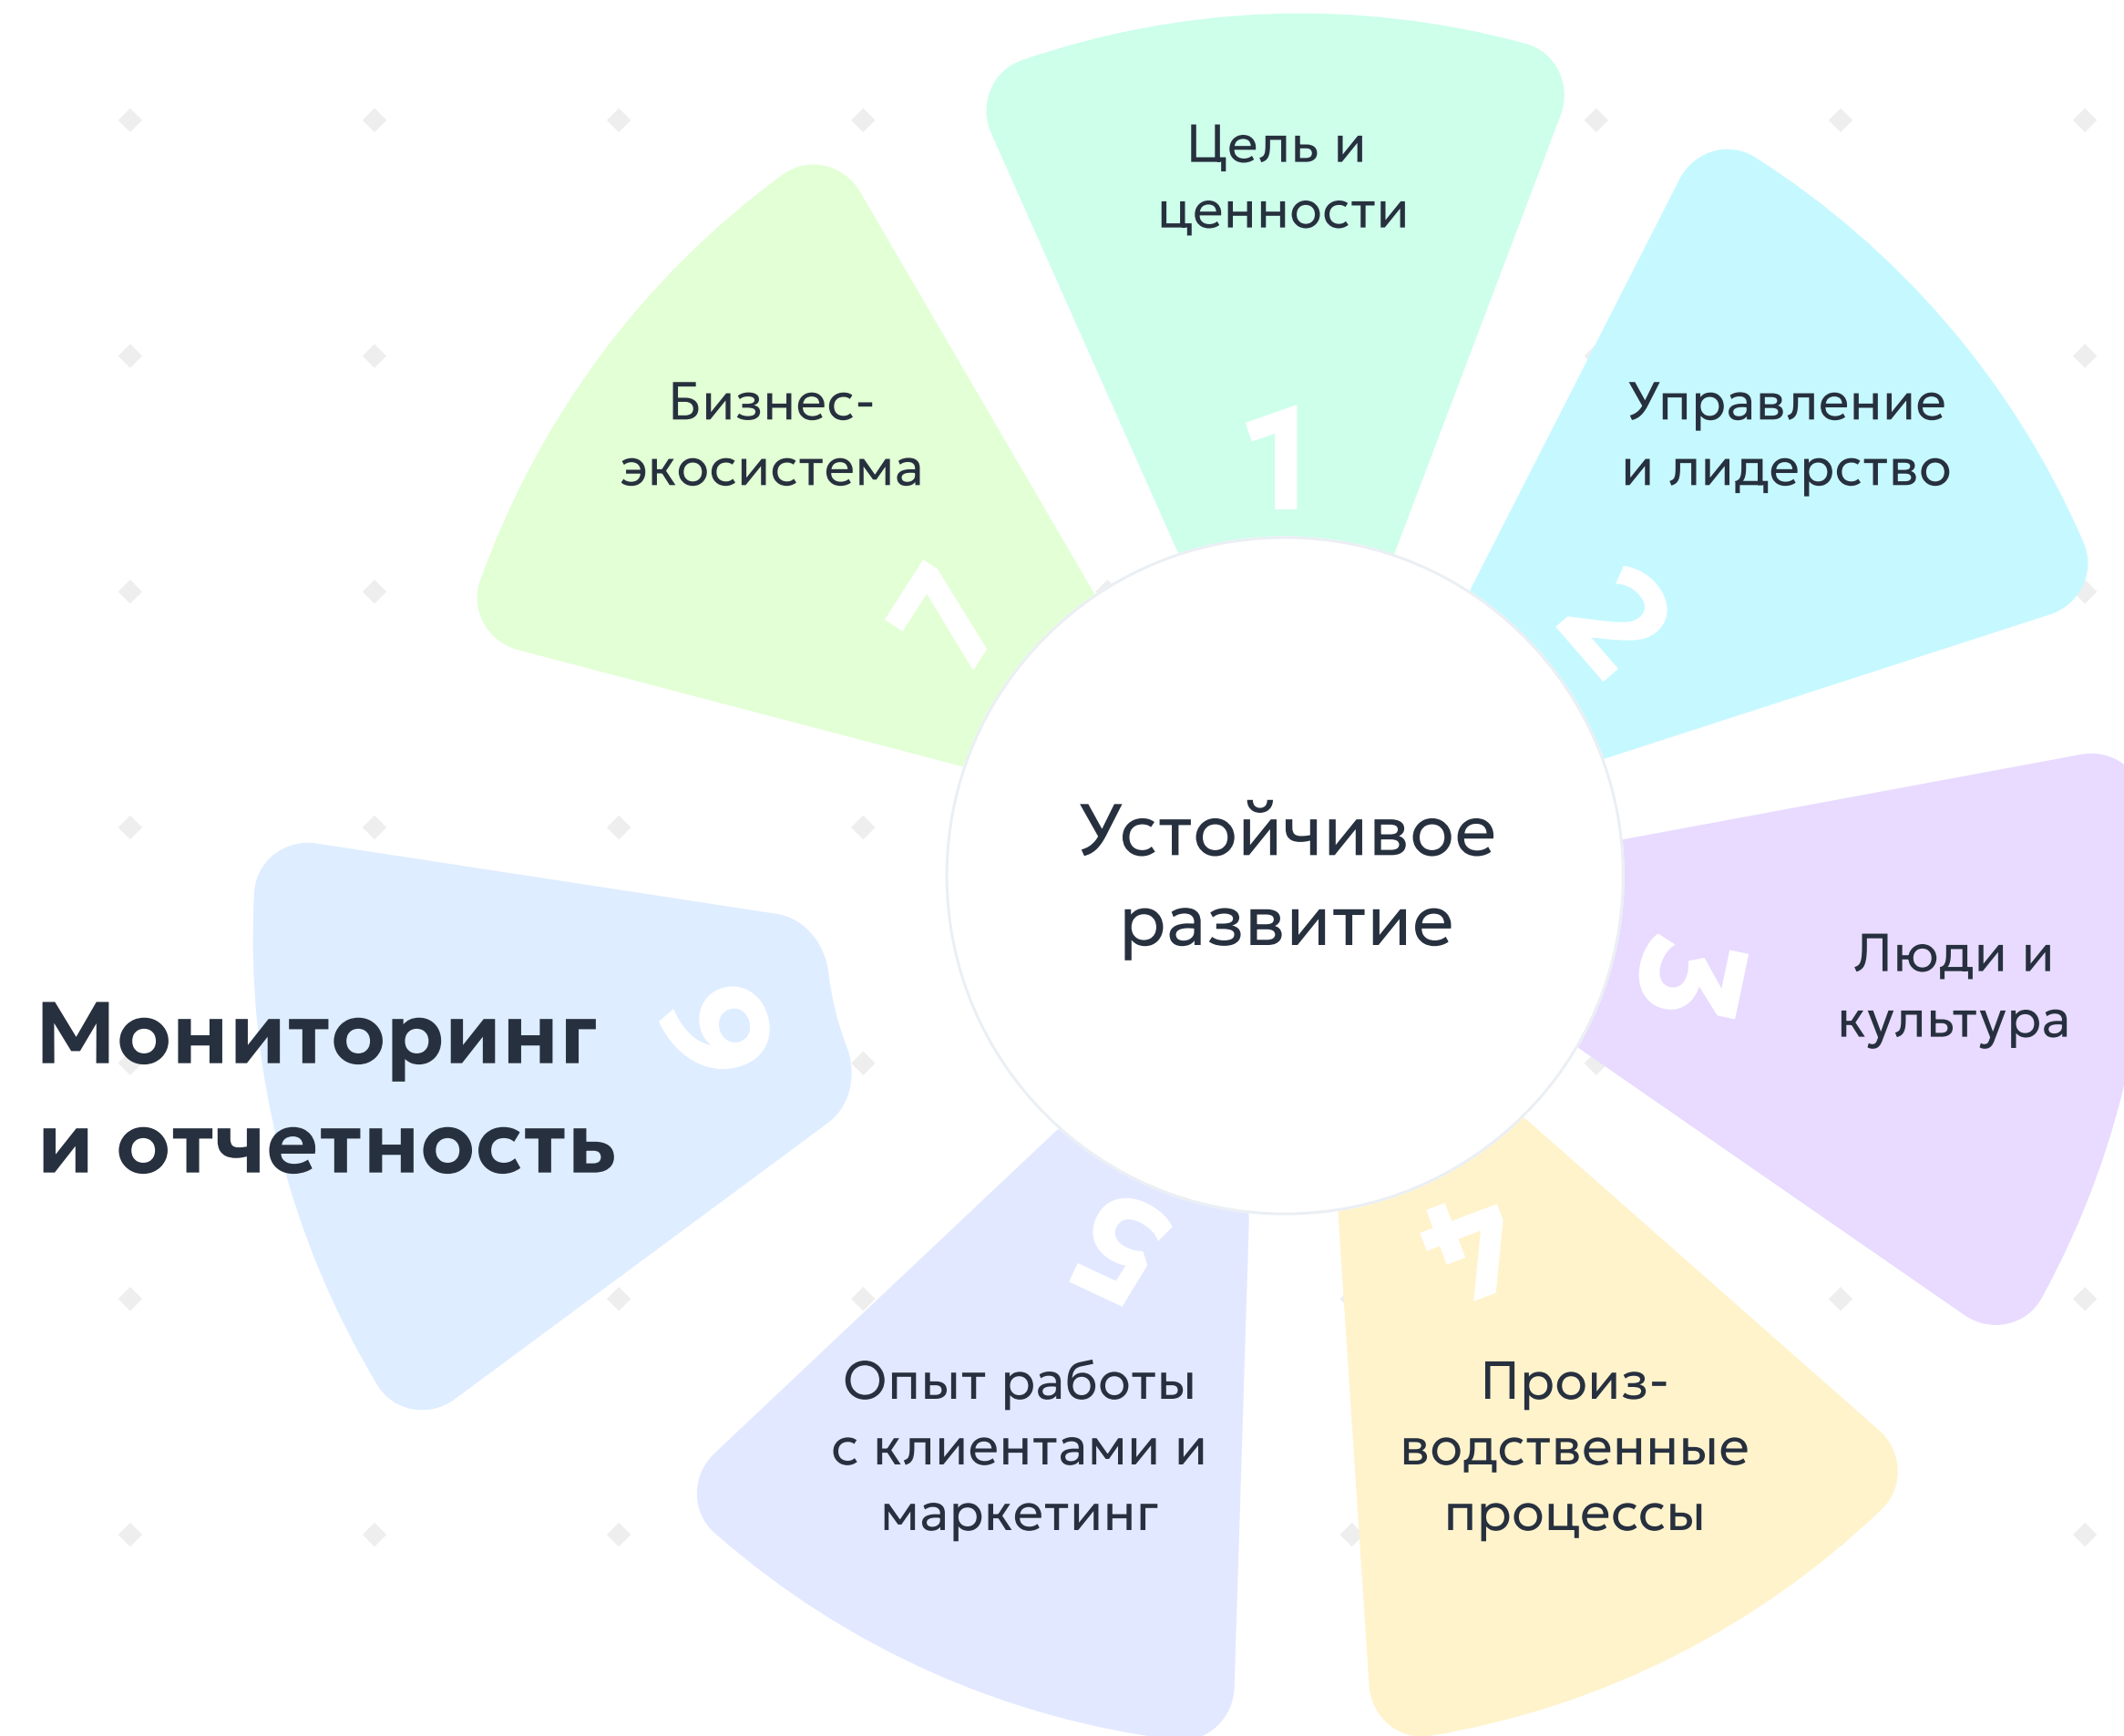 Цель и
ценности
1
Управление
и лидерство
2
Люди и
культура
3
Произ-
водственные
процессы
4
Опыт работы
с клиентами и
маркетинг
5
Мониторинг
и отчетность
6
Бизнес-
экосистема
7
Устойчивое
развитие